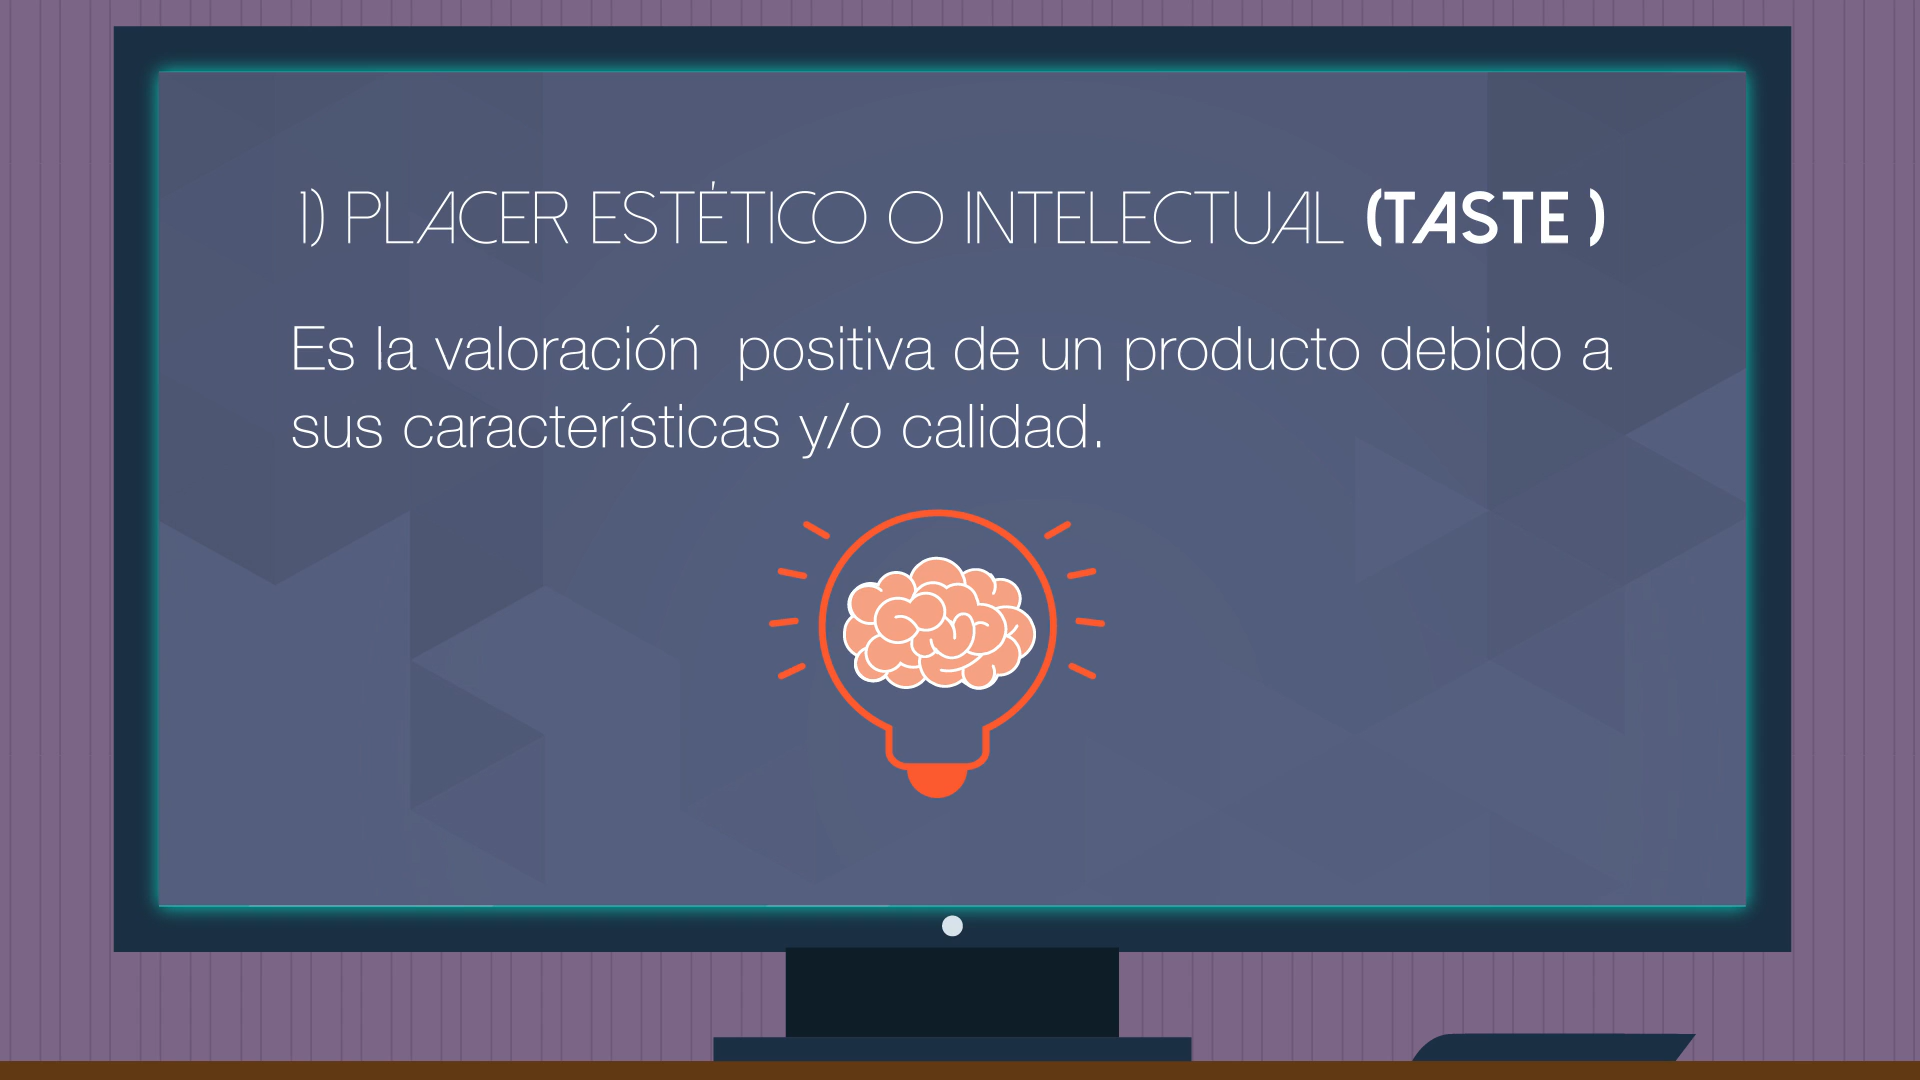 1) PLACER ESTÉTICO O INTELECTUAL (TASTE )
Es la valoración  positiva de un producto debido a
sus características y/o calidad.